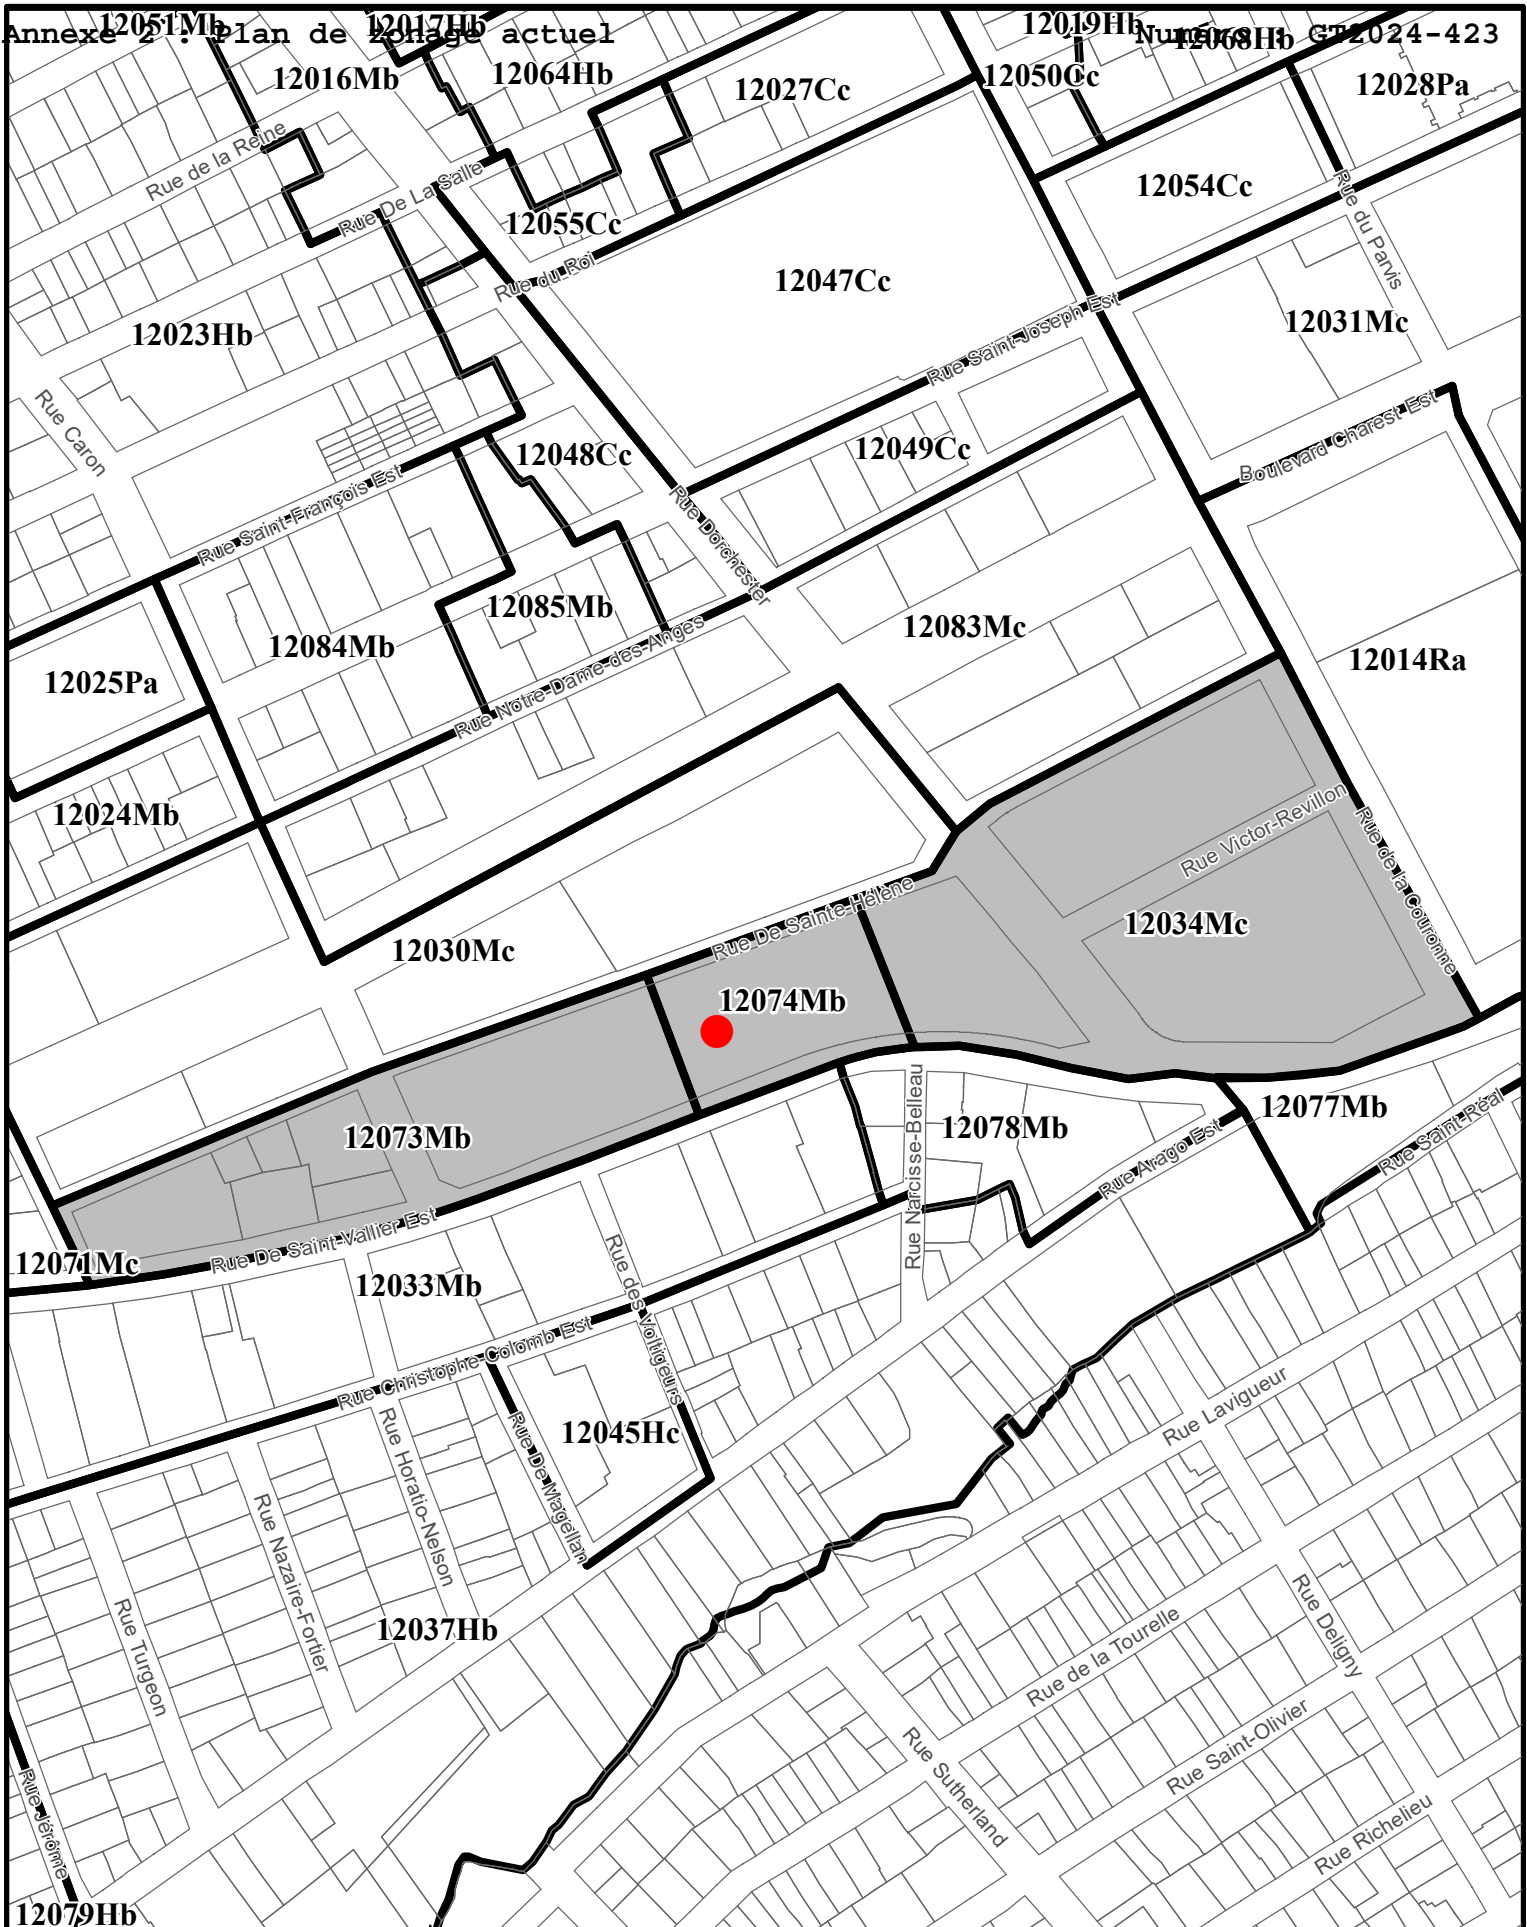 Annexe 2 : Plan de zonage actuel
Numéro : GT2024-423
12051Mb
12017Hb
12019Hb
12068Hb
12016Mb
12064Hb
12027Cc
12050Cc
12028Pa
Rue de la Reine
Rue De La Salle
12054Cc
Rue du Parvis
12055Cc
Rue du Roi
12047Cc
12023Hb
Rue Saint-Joseph Est
12031Mc
Rue Caron
12048Cc
12049Cc
Boulevard Charest Est
Rue Saint-François Est
Rue Dorchester
12085Mb
12084Mb
12083Mc
12025Pa
12014Ra
Rue Notre-Dame-des-Anges
12024Mb
Rue Victor-Revillon
Rue de la Couronne
Rue De Sainte-Hélène
12034Mc
12030Mc
12074Mb
12073Mb
Rue Narcisse-Belleau
12078Mb
12077Mb
Rue Arago Est
Rue Saint-Réal
12071Mc
Rue De Saint-Vallier Est
12033Mb
Rue des Voltigeurs
Rue Christophe-Colomb Est
12045Hc
Rue De Magellan
Rue Horatio-Nelson
Rue Lavigueur
Rue Nazaire-Fortier
Rue Turgeon
12037Hb
Rue Deligny
Rue de la Tourelle
Rue Saint-Olivier
Rue Sutherland
Rue Richelieu
Rue Jérôme
12079Hb